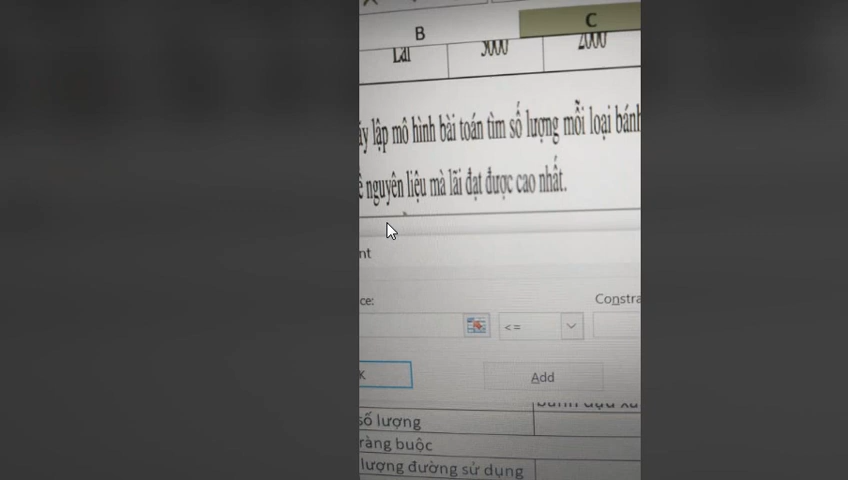 B C
Lãi 3000 2000
lập mô hình bài toán tìm số lượng mỗi loại bánh
nguyên liệu mà lãi đạt được cao nhất.
nt
ce: Constra
<=
K Add
số lượng
ràng buộc
lượng đường sử dụng